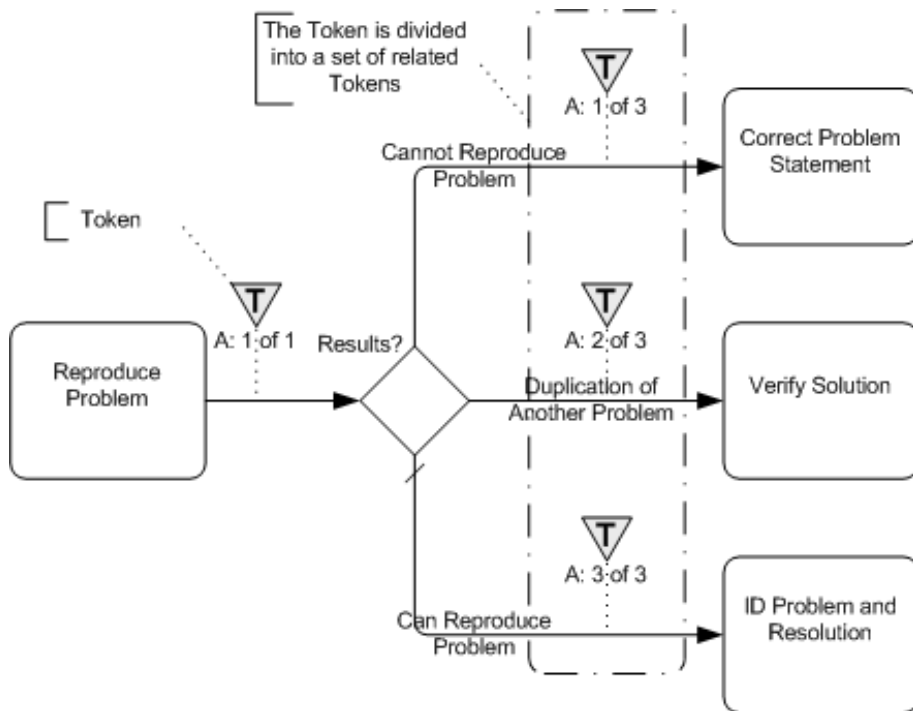 The Token is divided
into a set of related
Tokens
T
A: 1 of 3
Cannot Reproduce
Problem
Correct Problem
Statement
Token
T
A: 1 of 1
Reproduce
Problem
Results?
T
A: 2 of 3
Duplication of
Another Problem
Verify Solution
T
A: 3 of 3
Can Reproduce
Problem
ID Problem and
Resolution